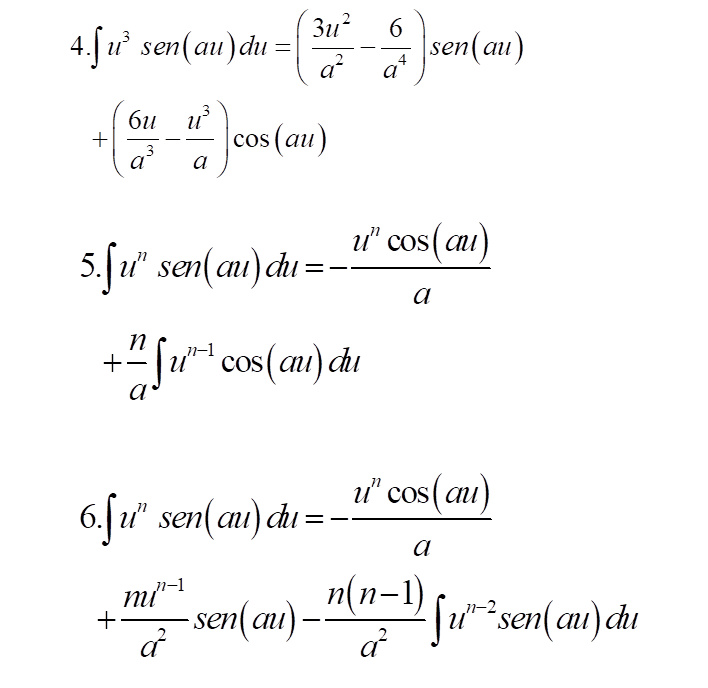 4.∫u³ sen(au)du = (3u²/a² − 6/a⁴)sen(au)
+(6u/a³ − u³/a)cos(au)
5.∫uⁿ sen(au)du = −uⁿ cos(au)/a
+n/a ∫uⁿ⁻¹ cos(au)du
6.∫uⁿ sen(au)du = −uⁿ cos(au)/a
+nuⁿ⁻¹/a² sen(au) − n(n−1)/a² ∫uⁿ⁻² sen(au)du